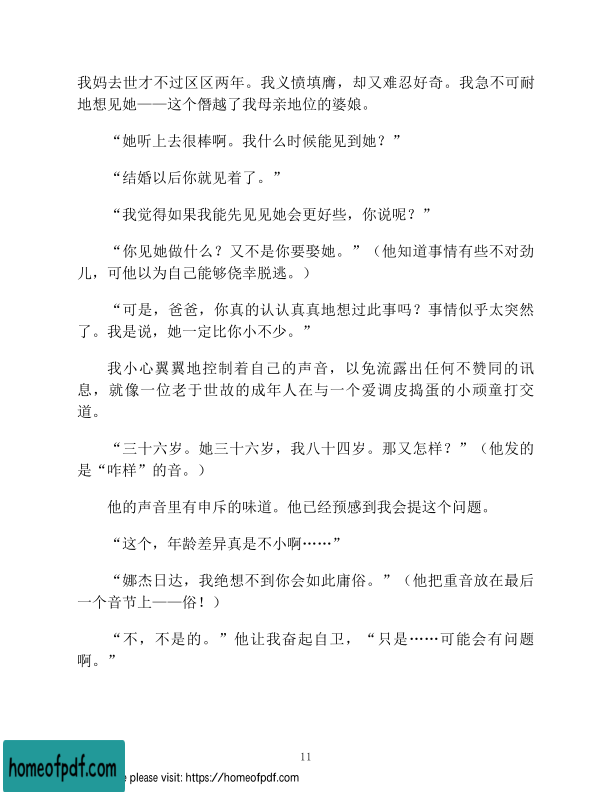 我妈去世才不过区区两年。我义愤填膺，却又难忍好奇。我急不可耐
地想见她——这个僭越了我母亲地位的婆娘。
“她听上去很棒啊。我什么时候能见到她？”
“结婚以后你就见着了。”
“我觉得如果我能先见见她会更好些，你说呢？”
“你见她做什么？又不是你要娶她。”（他知道事情有些不对劲
儿，可他以为自己能够侥幸脱逃。）
“可是，爸爸，你真的认认真真地想过此事吗？事情似乎太突然
了。我是说，她一定比你小不少。”
我小心翼翼地控制着自己的声音，以免流露出任何不赞同的讯
息，就像一位老于世故的成年人在与一个爱调皮捣蛋的小顽童打交
道。
“三十六岁。她三十六岁，我八十四岁。那又怎样？”（他发的
是“咋样”的音。）
他的声音里有申斥的味道。他已经预感到我会提这个问题。
“这个，年龄差异真是不小啊……”
“娜杰日达，我绝想不到你会如此庸俗。”（他把重音放在最后
一个音节上——俗！）
“不，不是的。”他让我奋起自卫，“只是……可能会有问题
啊。”
11
homeofpdf.com
e please visit: https://homeofpdf.com